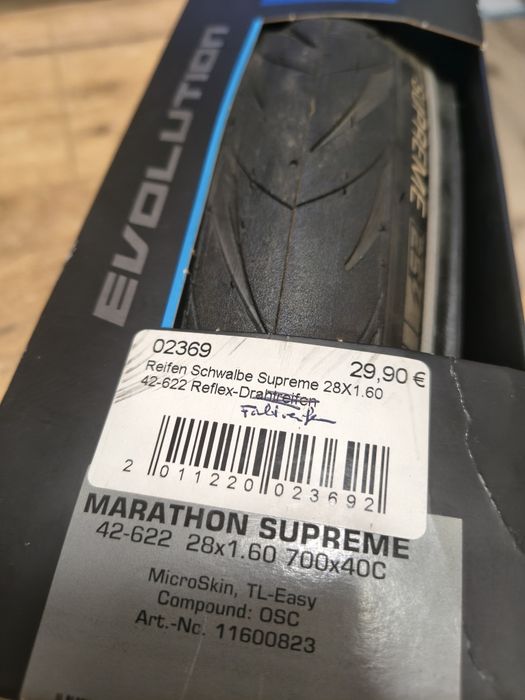 EVOLUTION
SUPREME
02369
29,90 €
Reifen Schwalbe Supreme 28X1.60
42-622 Reflex-Drahtreifen
Faltreifen
2 011220 023692
MARATHON SUPREME
42-622 28x1.60 700x40C
MicroSkin, TL-Easy
Compound: OSC
Art.-Nc. 11600823